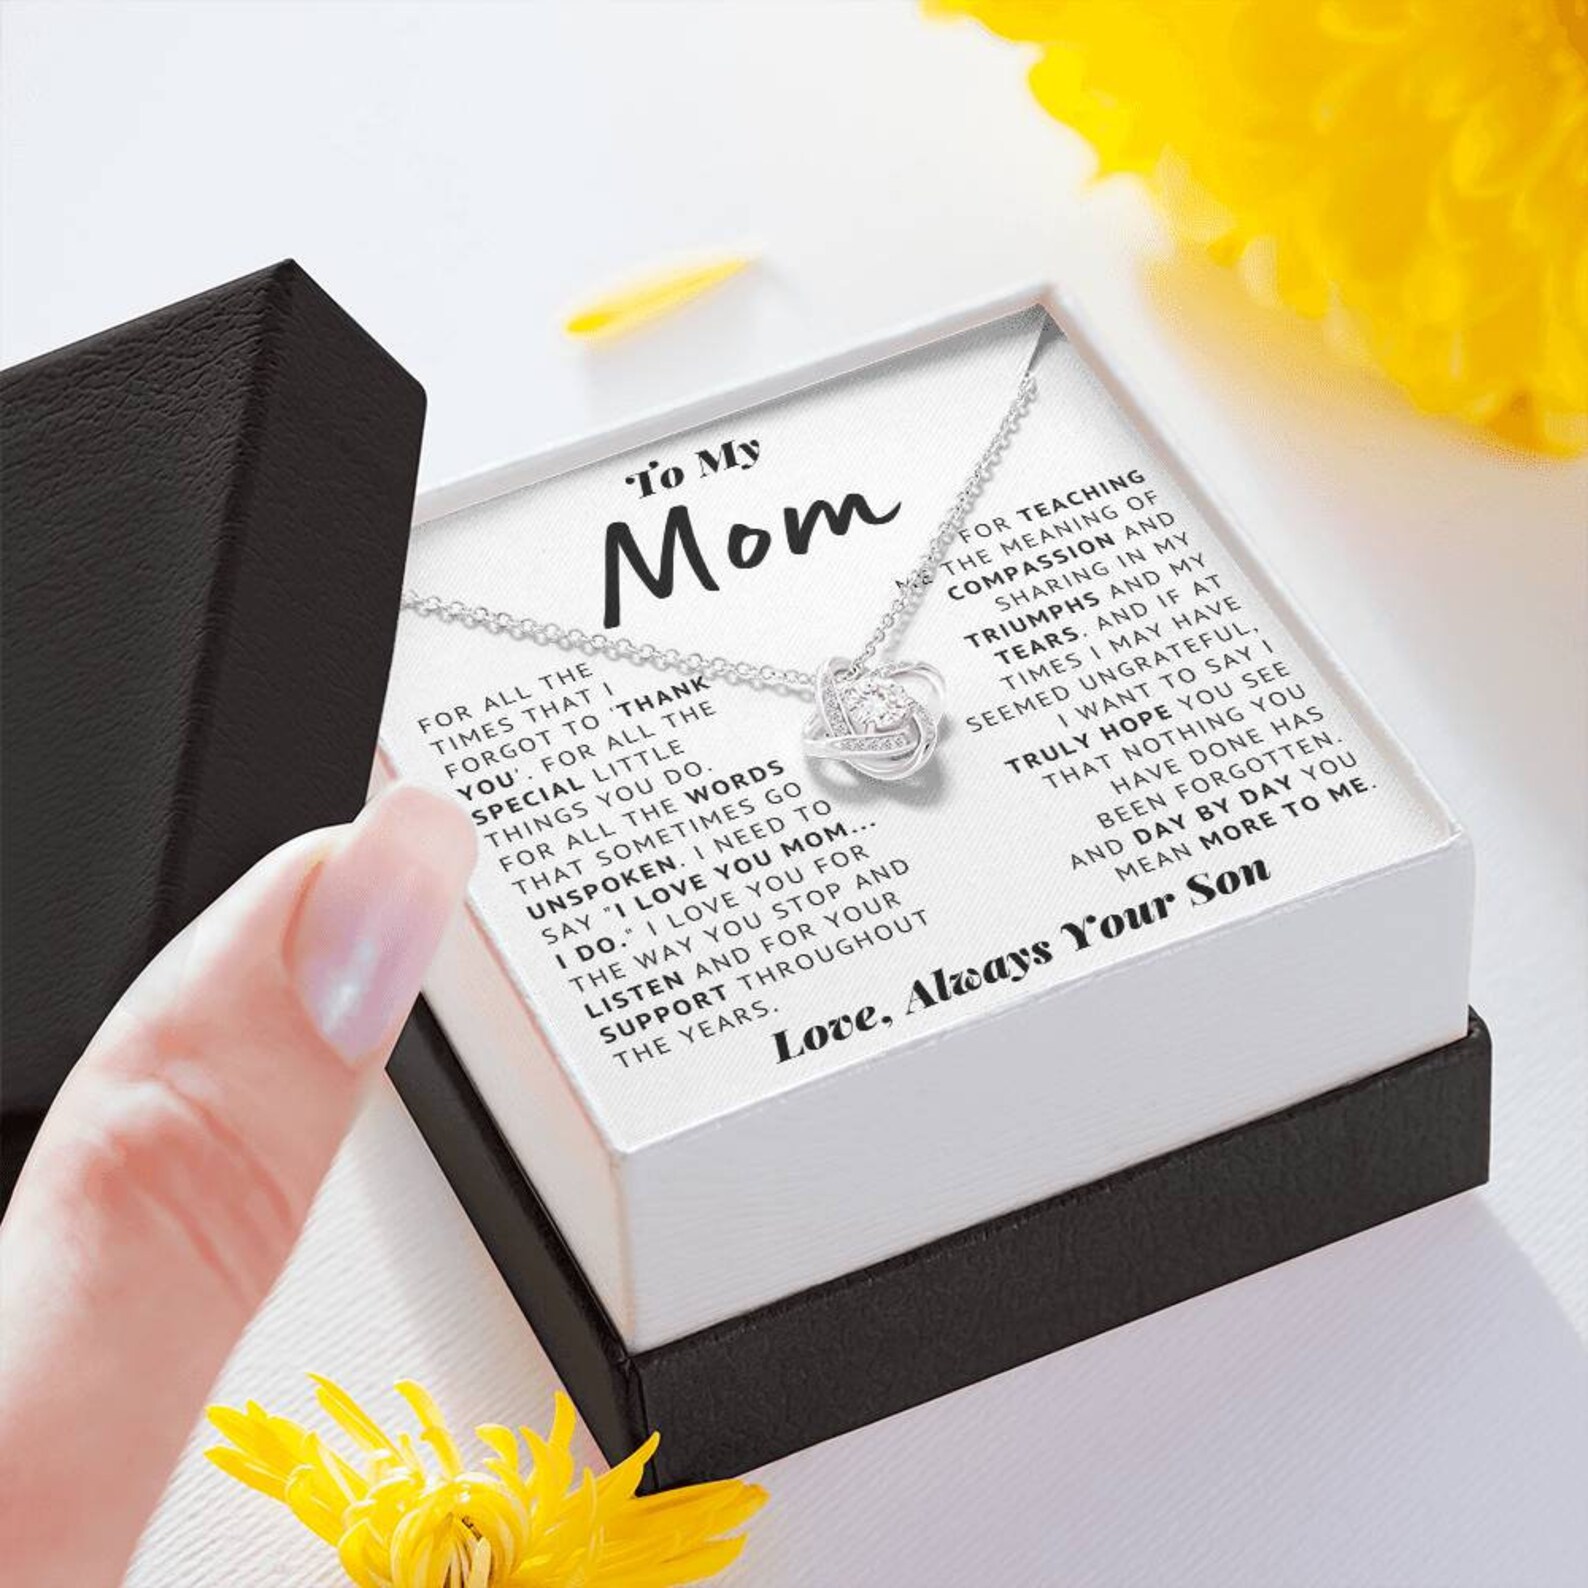 To My
Mom
FOR ALL THE
TIMES THAT I
FORGOT TO 'THANK
YOU'. FOR ALL THE
SPECIAL LITTLE
THINGS YOU DO.
FOR ALL THE WORDS
THAT SOMETIMES GO
UNSPOKEN. I NEED TO
SAY "I LOVE YOU MOM...
I DO." I LOVE YOU FOR
THE WAY YOU STOP AND
LISTEN AND FOR YOUR
SUPPORT THROUGHOUT
THE YEARS.
FOR TEACHING
ME THE MEANING OF
COMPASSION AND
SHARING IN MY
TRIUMPHS AND MY
TEARS. AND IF AT
TIMES I MAY HAVE
SEEMED UNGRATEFUL,
I WANT TO SAY I
TRULY HOPE YOU SEE
THAT NOTHING YOU
HAVE DONE HAS
BEEN FORGOTTEN.
AND DAY BY DAY YOU
MEAN MORE TO ME.
Love, Always Your Son